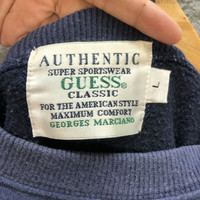 AUTHENTIC
SUPER SPORTSWEAR
GUESS®
CLASSIC
FOR THE AMERICAN STYLE
MAXIMUM COMFORT
GEORGES MARCIANO
L